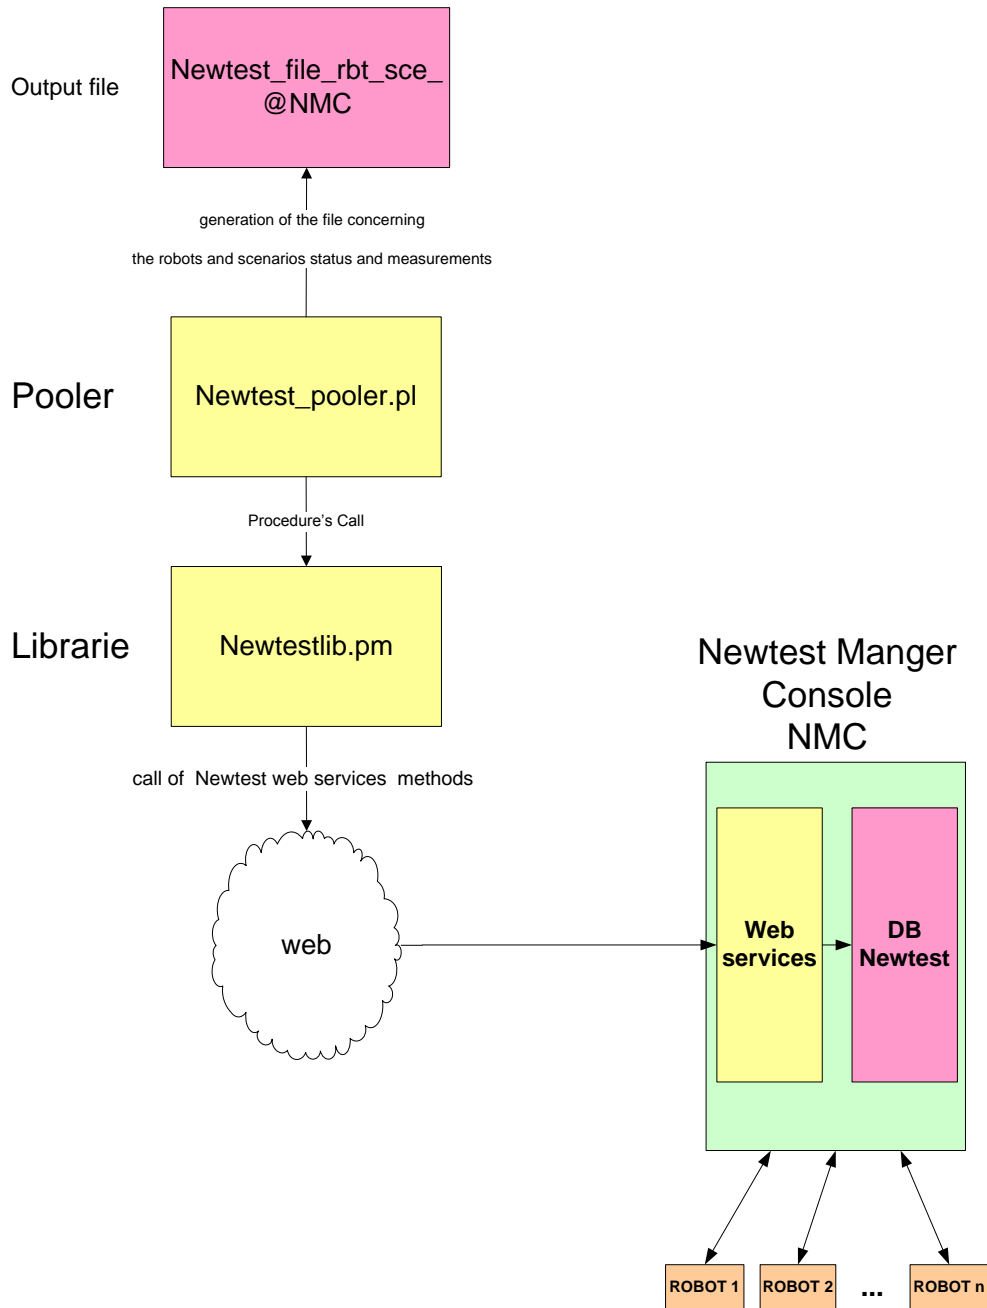 Output file
Newtest_file_rbt_sce_
@NMC
generation of the file concerning
the robots and scenarios status and measurements
Pooler
Newtest_pooler.pl
Procedure's Call
Librarie
Newtestlib.pm
call of  Newtest web services  methods
web
Newtest Manger
Console
NMC
Web
services
DB
Newtest
ROBOT 1
ROBOT 2
...
ROBOT n